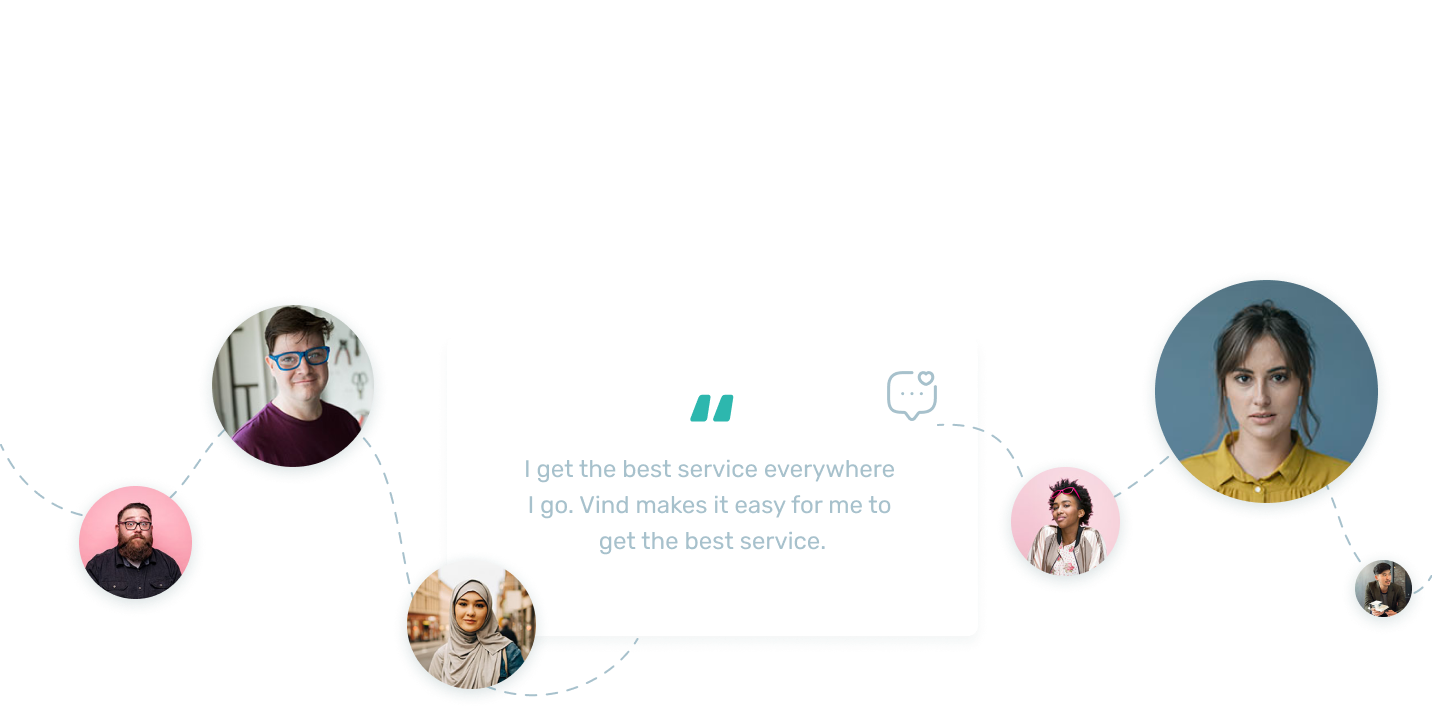 I get the best service everywhere
I go. Vind makes it easy for me to
get the best service.